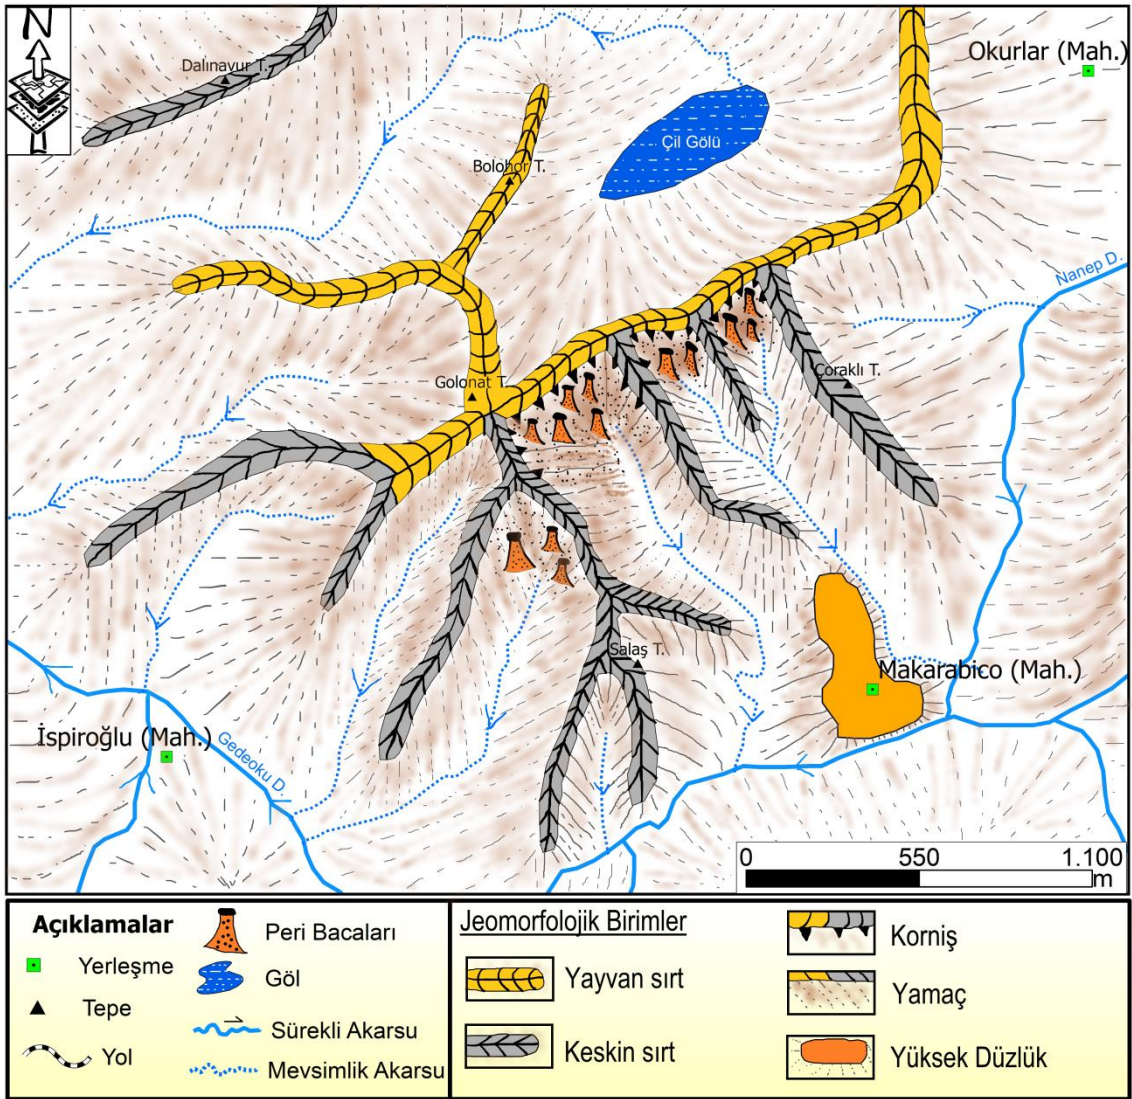 N
Dalınavur T.
Okurlar (Mah.)
Çil Gölü
Bolohor T.
Nanep D.
Golonat T.
Çoraklı T.
Salaş T.
Makarabico (Mah.)
İspiroğlu (Mah.)
Gedeoku D.
0 550 1.100
m
Açıklamalar
Yerleşme
Tepe
Yol
Peri Bacaları
Göl
Sürekli Akarsu
Mevsimlik Akarsu
Jeomorfolojik Birimler
Yayvan sırt
Keskin sırt
Korniş
Yamaç
Yüksek Düzlük